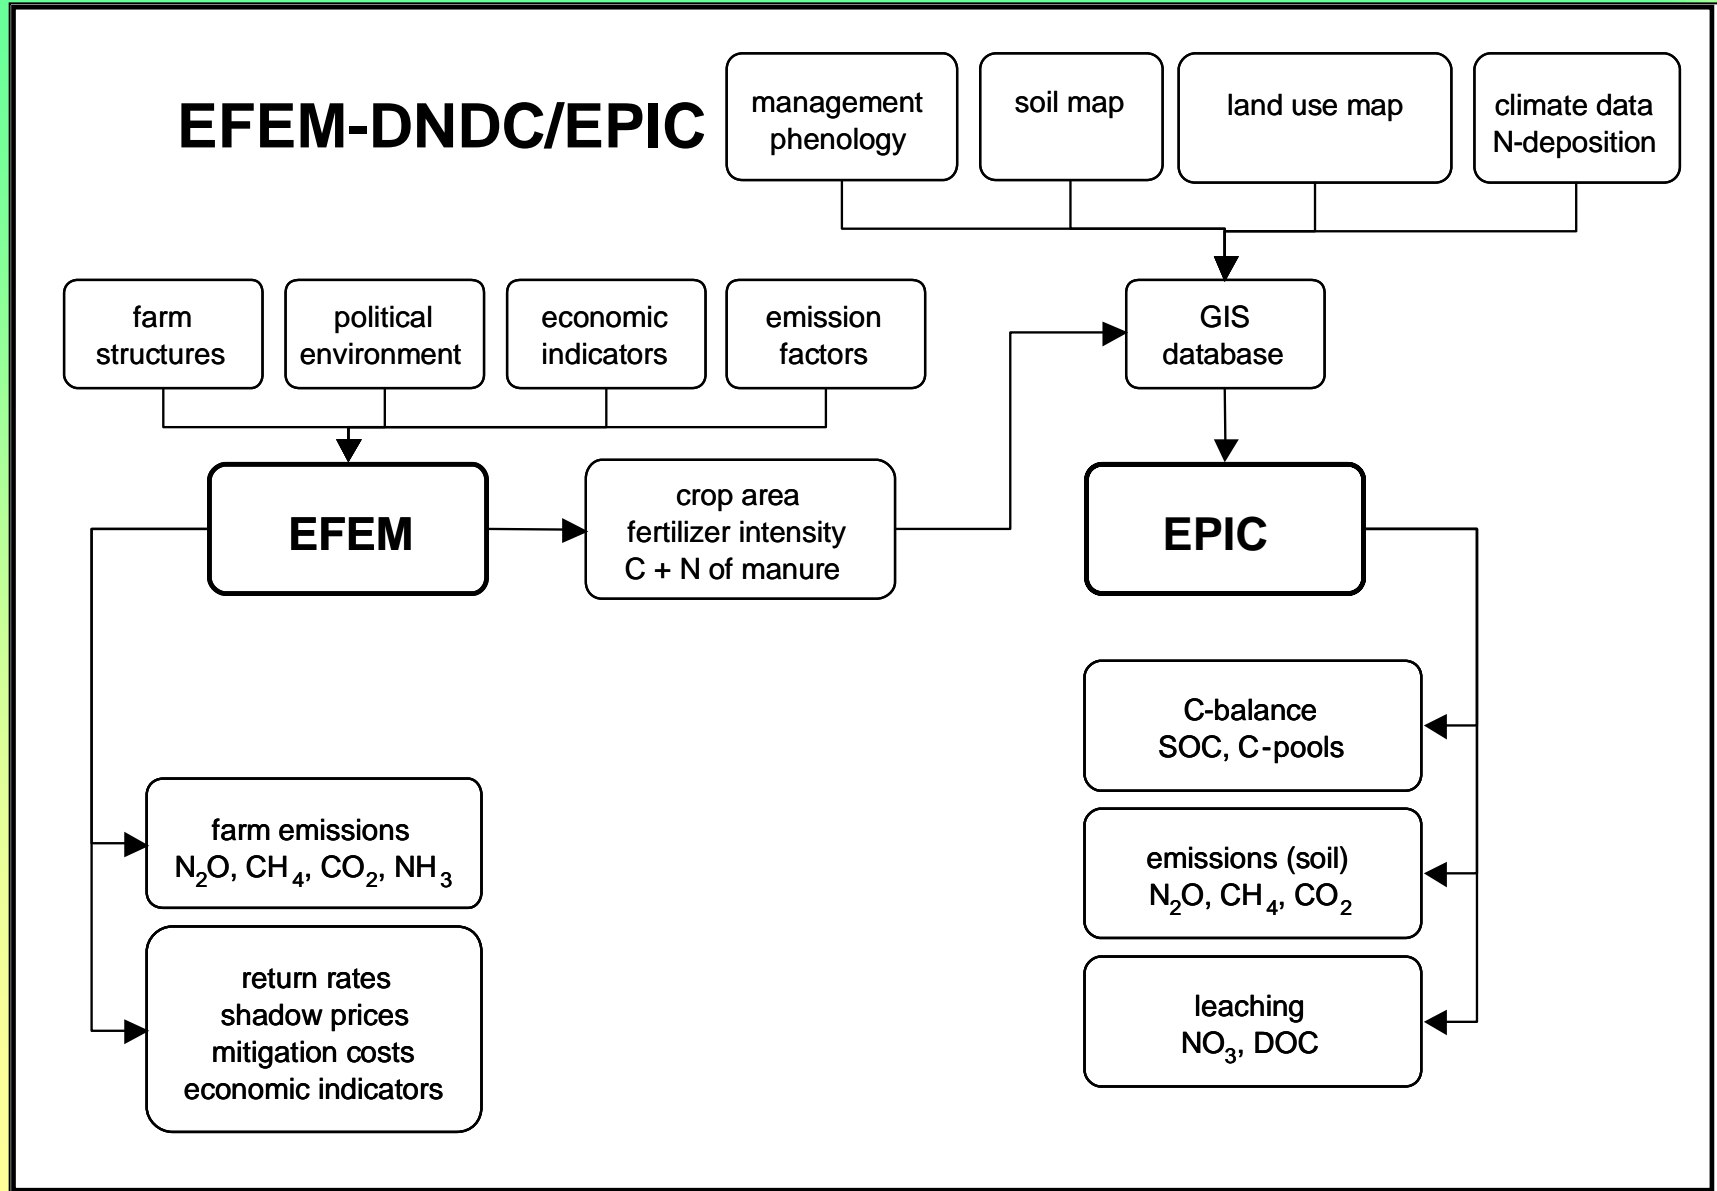 EFEM-DNDC/EPIC
management
phenology
soil map
land use map
climate data
N-deposition
farm
structures
political
environment
economic
indicators
emission
factors
GIS
database
EFEM
crop area
fertilizer intensity
C + N of manure
EPIC
C-balance
SOC, C-pools
farm emissions
N₂O, CH₄, CO₂, NH₃
emissions (soil)
N₂O, CH₄, CO₂
return rates
shadow prices
mitigation costs
economic indicators
leaching
NO₃, DOC